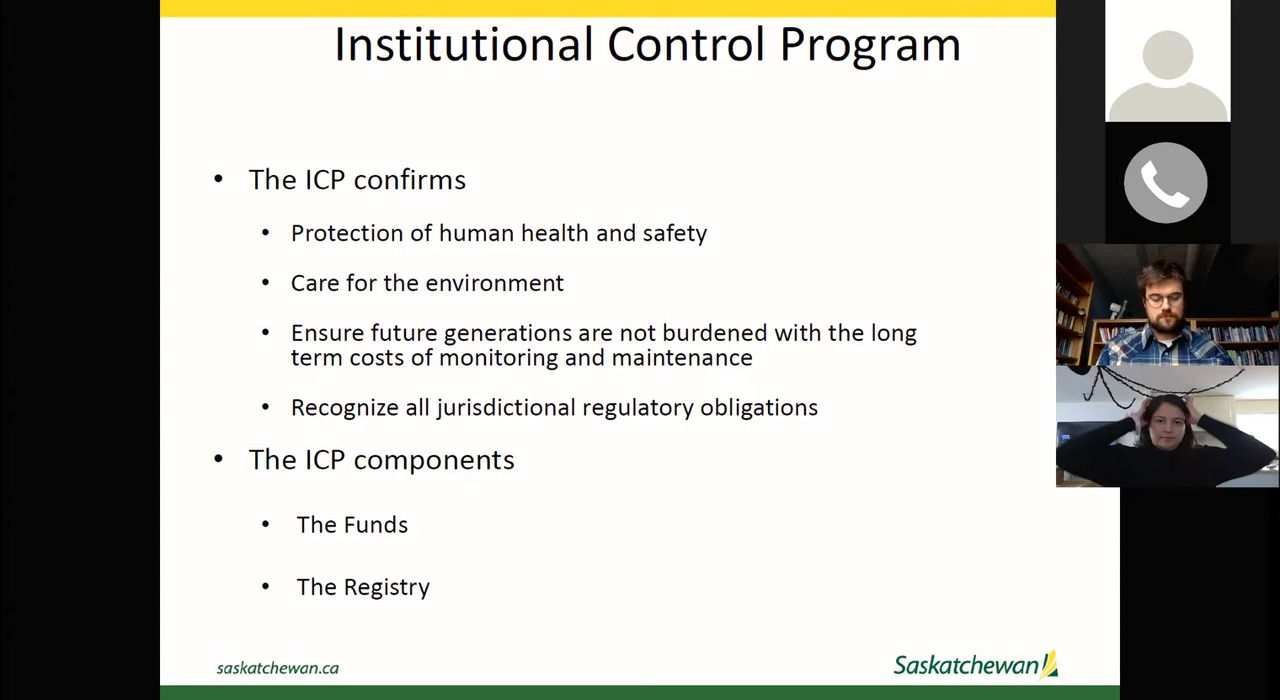 Institutional Control Program
• The ICP confirms
• Protection of human health and safety
• Care for the environment
• Ensure future generations are not burdened with the long
term costs of monitoring and maintenance
• Recognize all jurisdictional regulatory obligations
• The ICP components
• The Funds
• The Registry
saskatchewan.ca
Saskatchewan